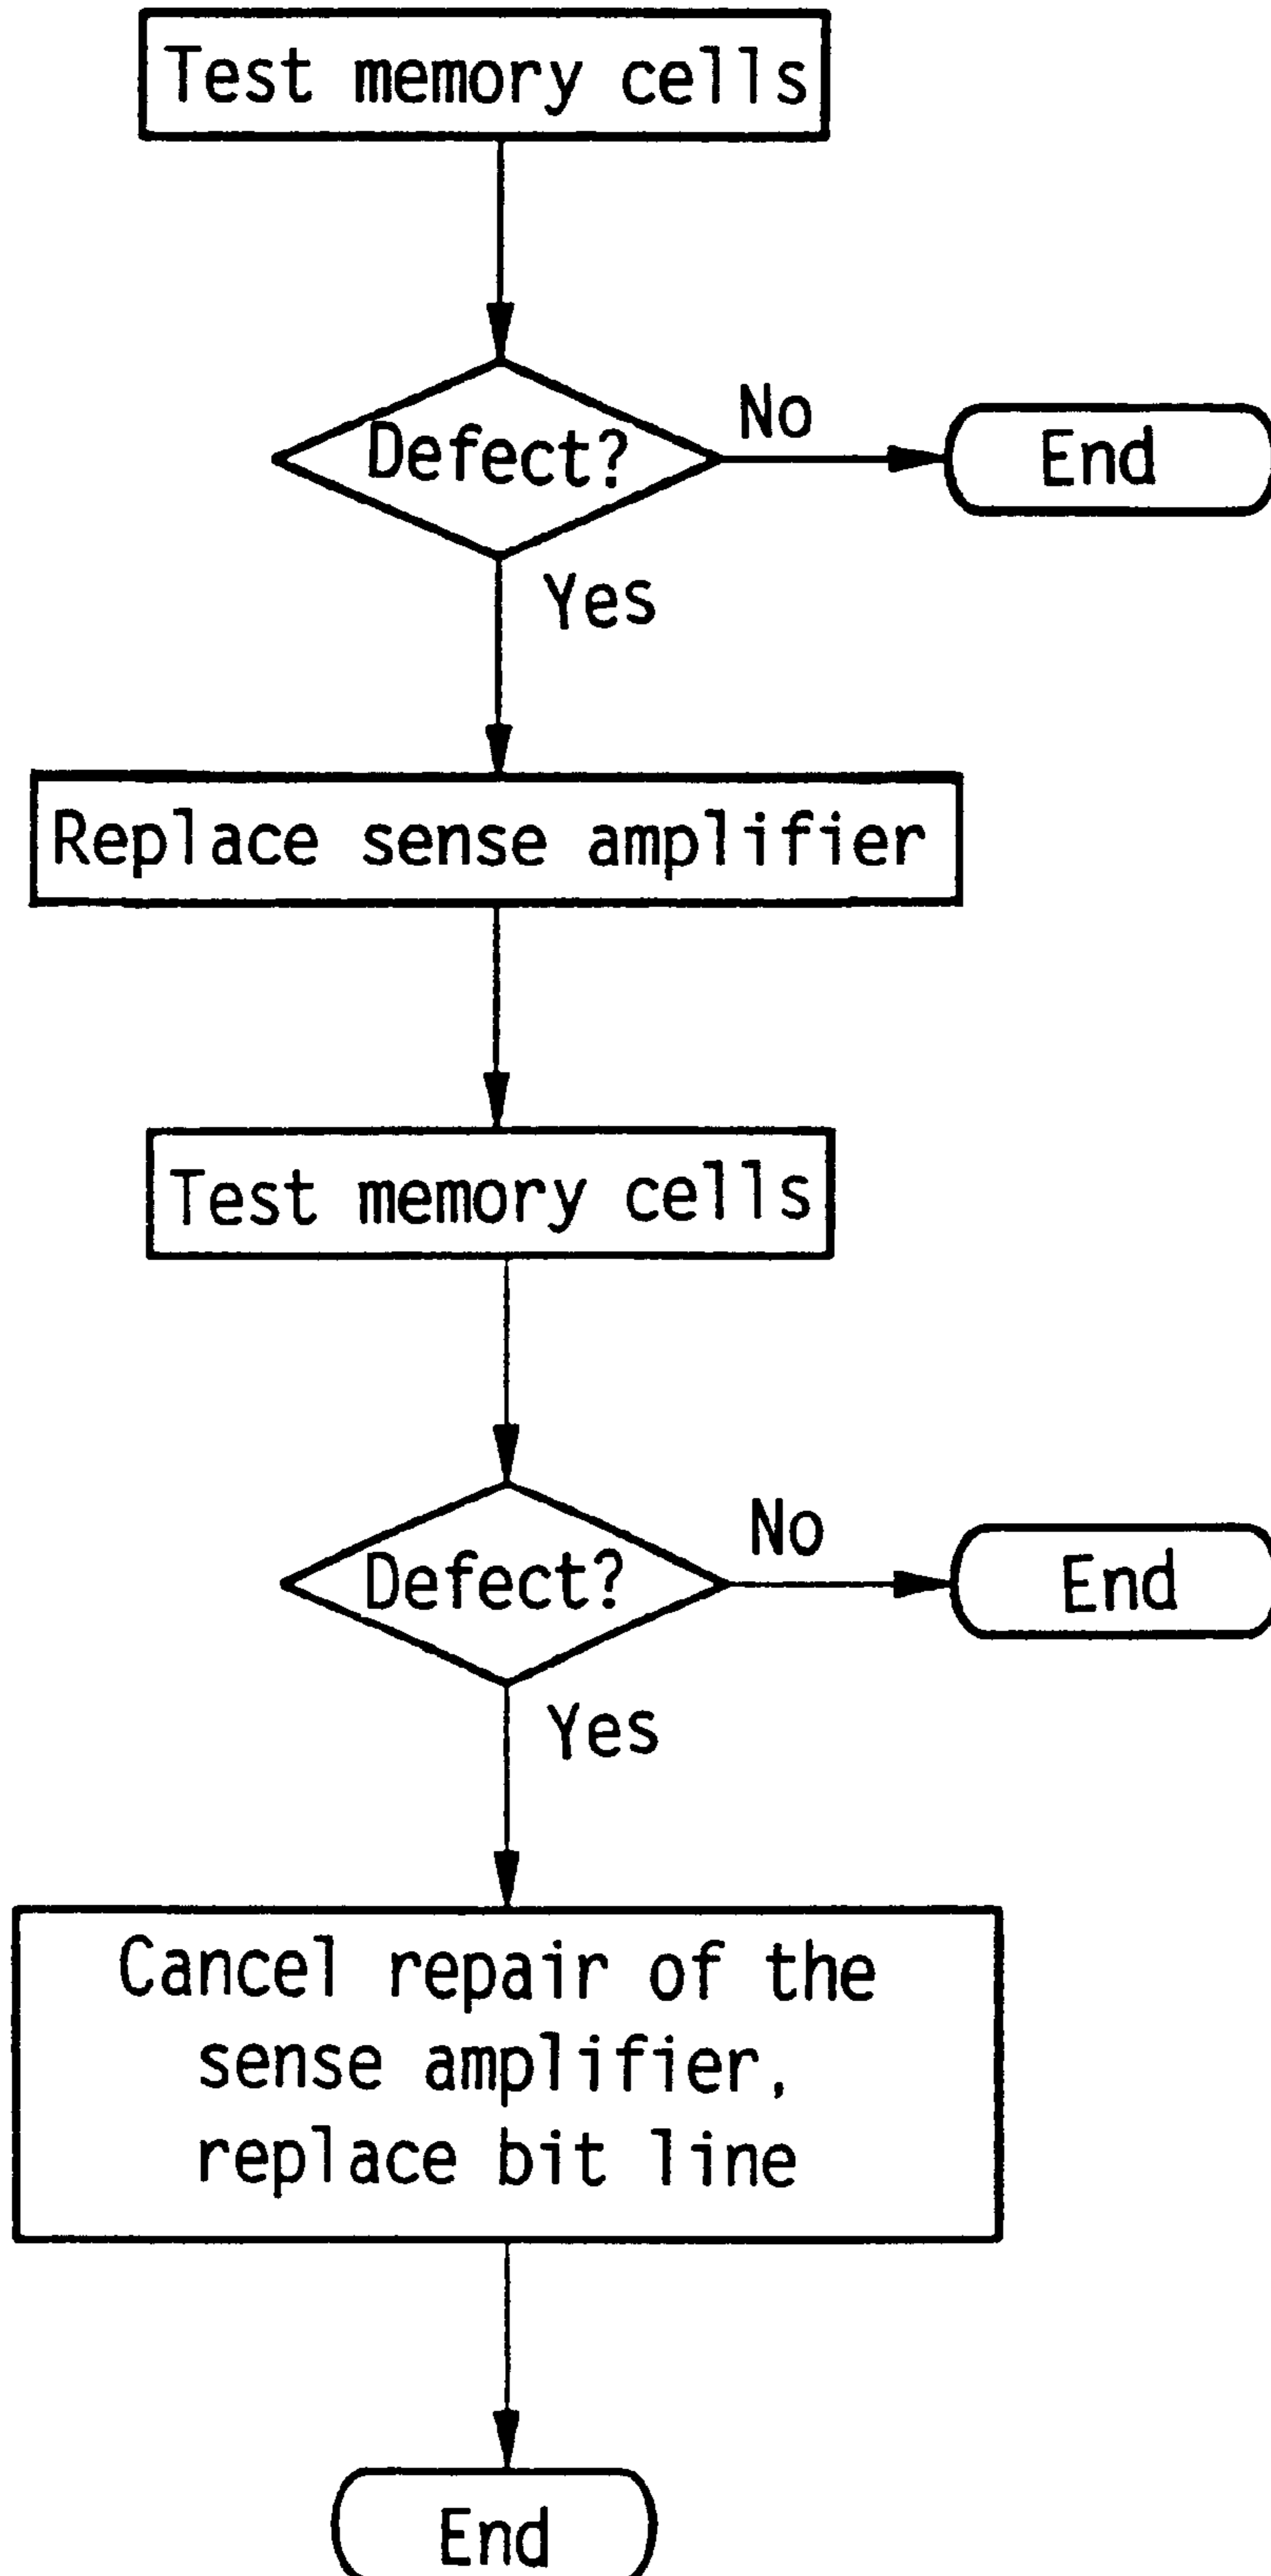 Test memory cells
Defect?
No
End
Yes
Replace sense amplifier
Test memory cells
Defect?
No
End
Yes
Cancel repair of the
sense amplifier,
replace bit line
End